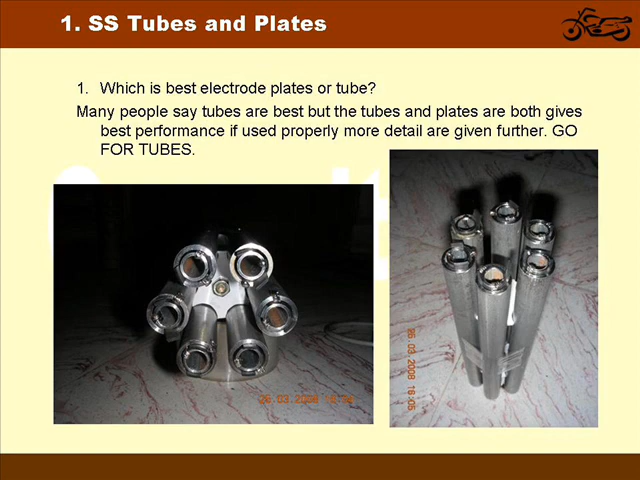 1. SS Tubes and Plates
1. Which is best electrode plates or tube?
Many people say tubes are best but the tubes and plates are both gives
best performance if used properly more detail are given further. GO
FOR TUBES.
26.03.2008 16:05